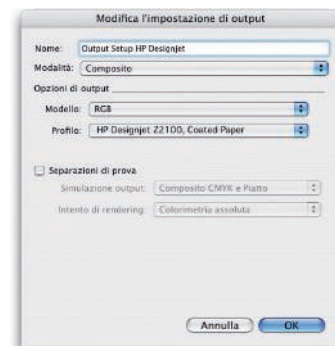 Modifica l'impostazione di output
Nome: Output Setup HP Designjet
Modalità: Composito
Opzioni di output
Modello: RGB
Profilo: HP Designjet Z2100, Coated Paper
Separazioni di prova
Simulazione output: Composito CMYK e Piatto
Intento di rendering: Colorimetria assoluta
Annulla OK